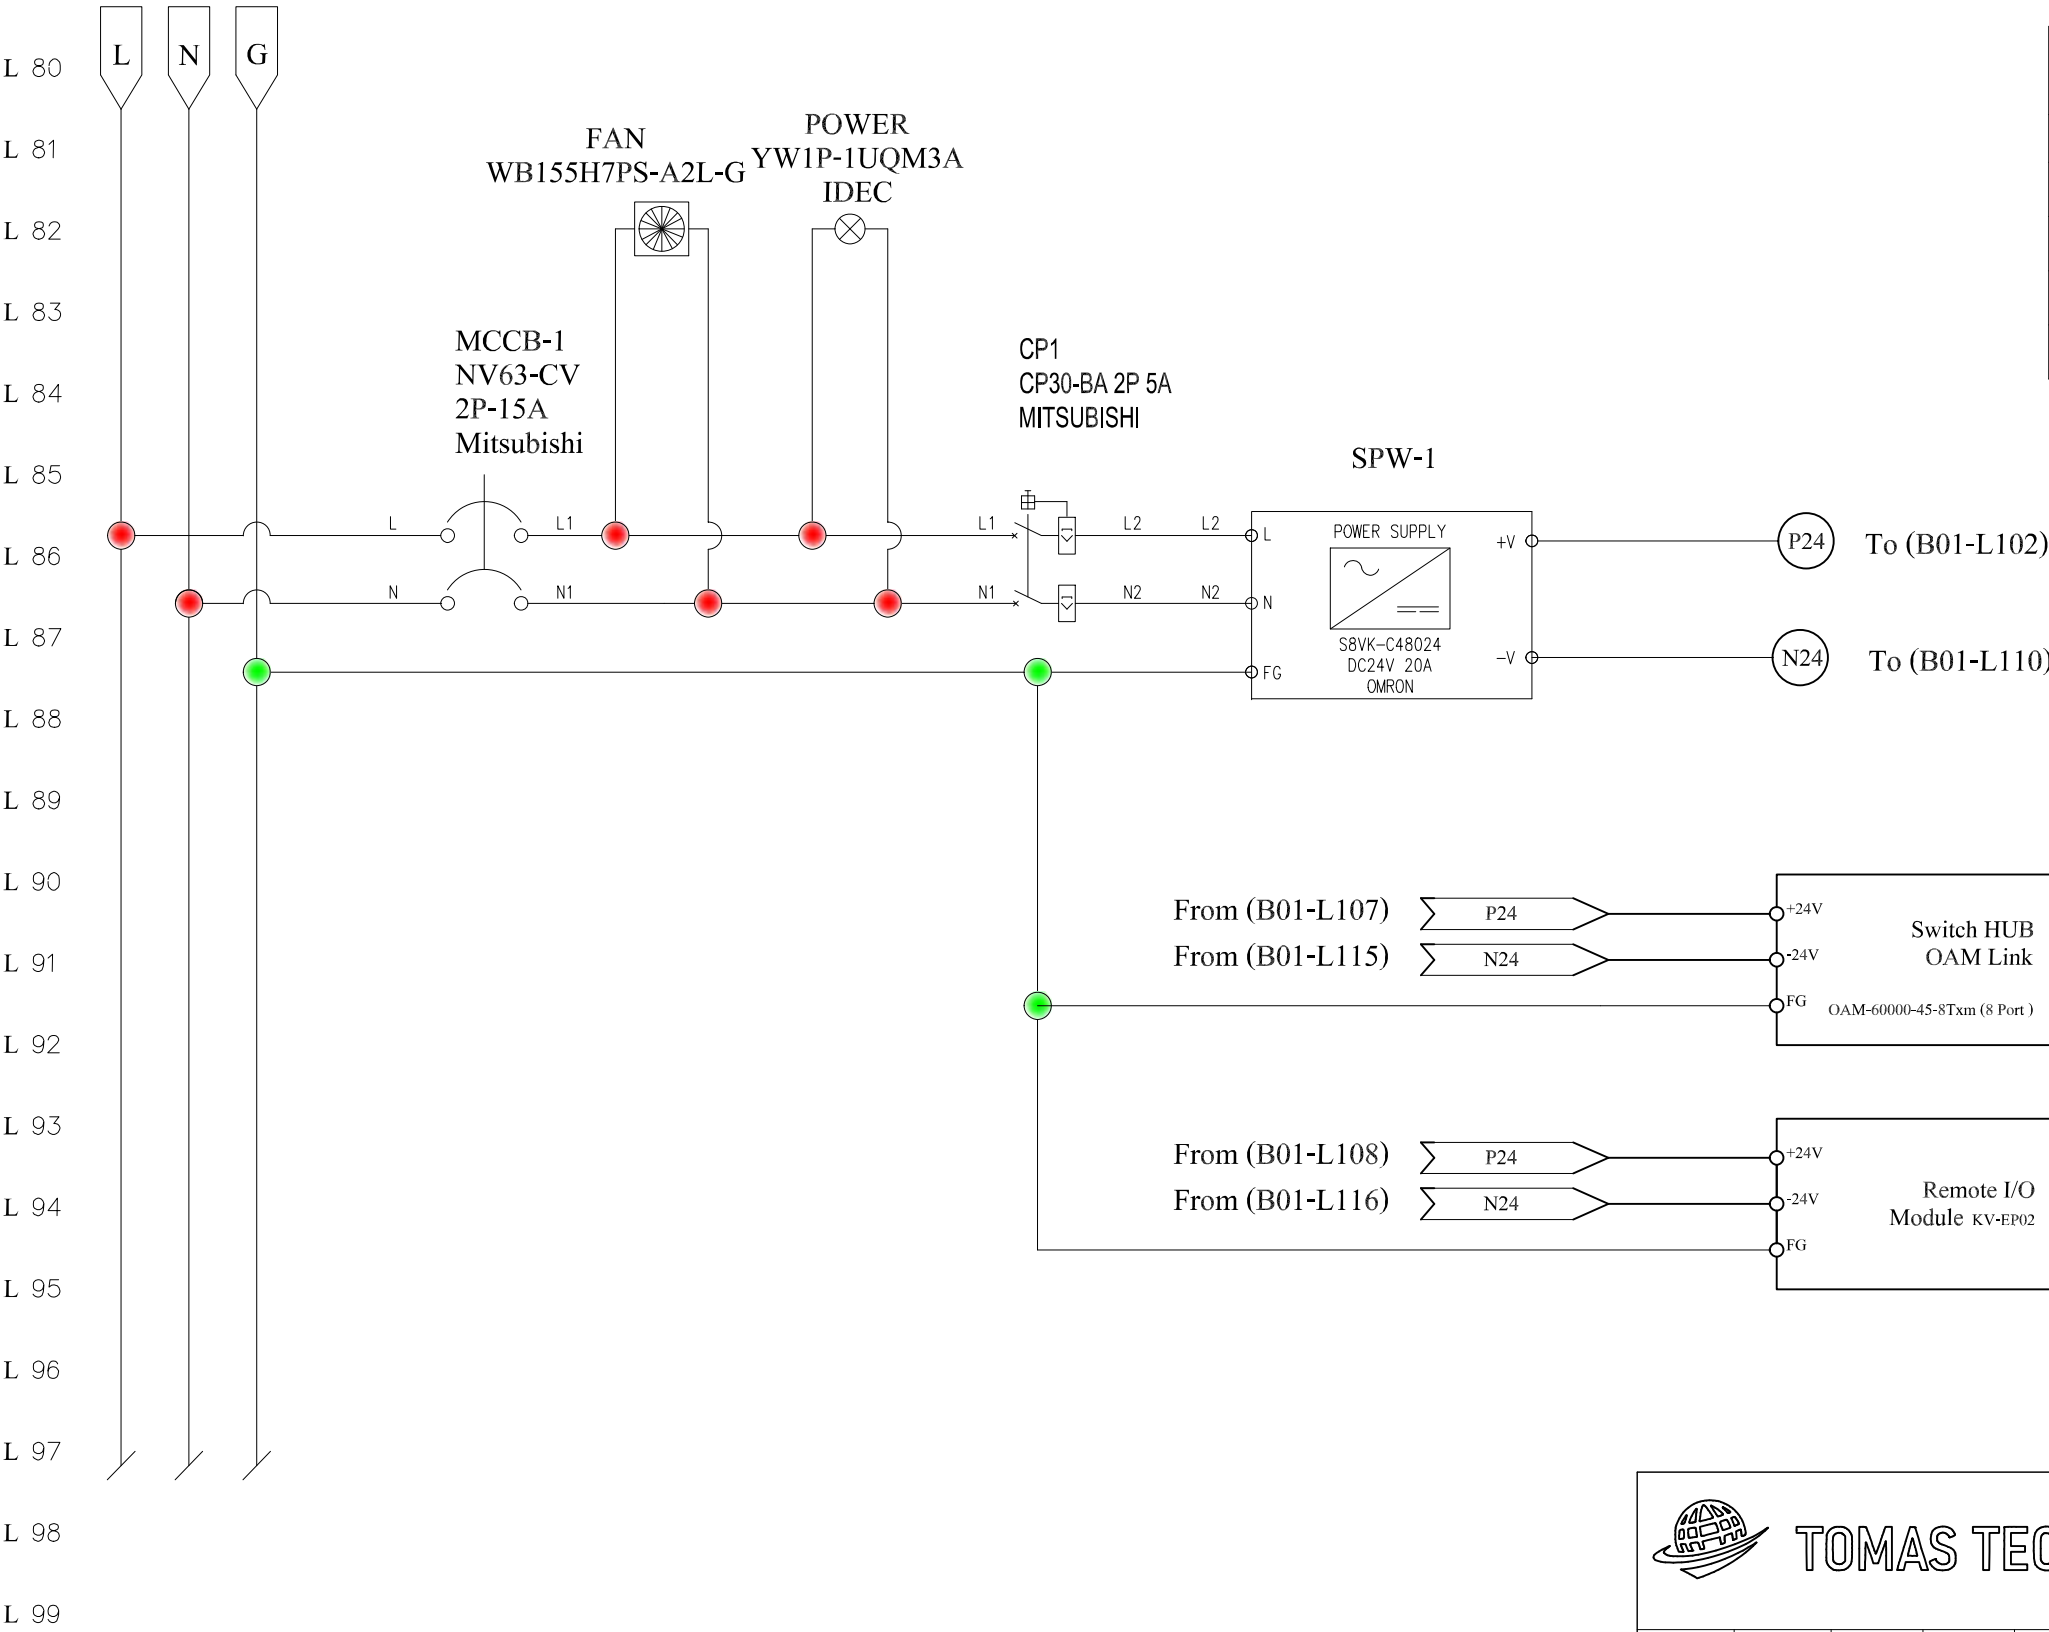 L N G
L 80
L 81
L 82
L 83
L 84
L 85
L 86
L 87
L 88
L 89
L 90
L 91
L 92
L 93
L 94
L 95
L 96
L 97
L 98
L 99
FAN
WB155H7PS-A2L-G
POWER
YW1P-1UQM3A
IDEC
MCCB-1
NV63-CV
2P-15A
Mitsubishi
CP1
CP30-BA 2P 5A
MITSUBISHI
L L1 L1 L2 L2
N N1 N1 N2 N2
SPW-1
POWER SUPPLY
L
N
FG
+V
-V
S8VK-C48024
DC24V 20A
OMRON
P24 To (B01-L102)
N24 To (B01-L110)
From (B01-L107) P24 +24V
From (B01-L115) N24 -24V
FG
Switch HUB
OAM Link
OAM-60000-45-8Txm (8 Port )
From (B01-L108) P24 +24V
From (B01-L116) N24 -24V
FG
Remote I/O
Module KV-EP02
TOMAS